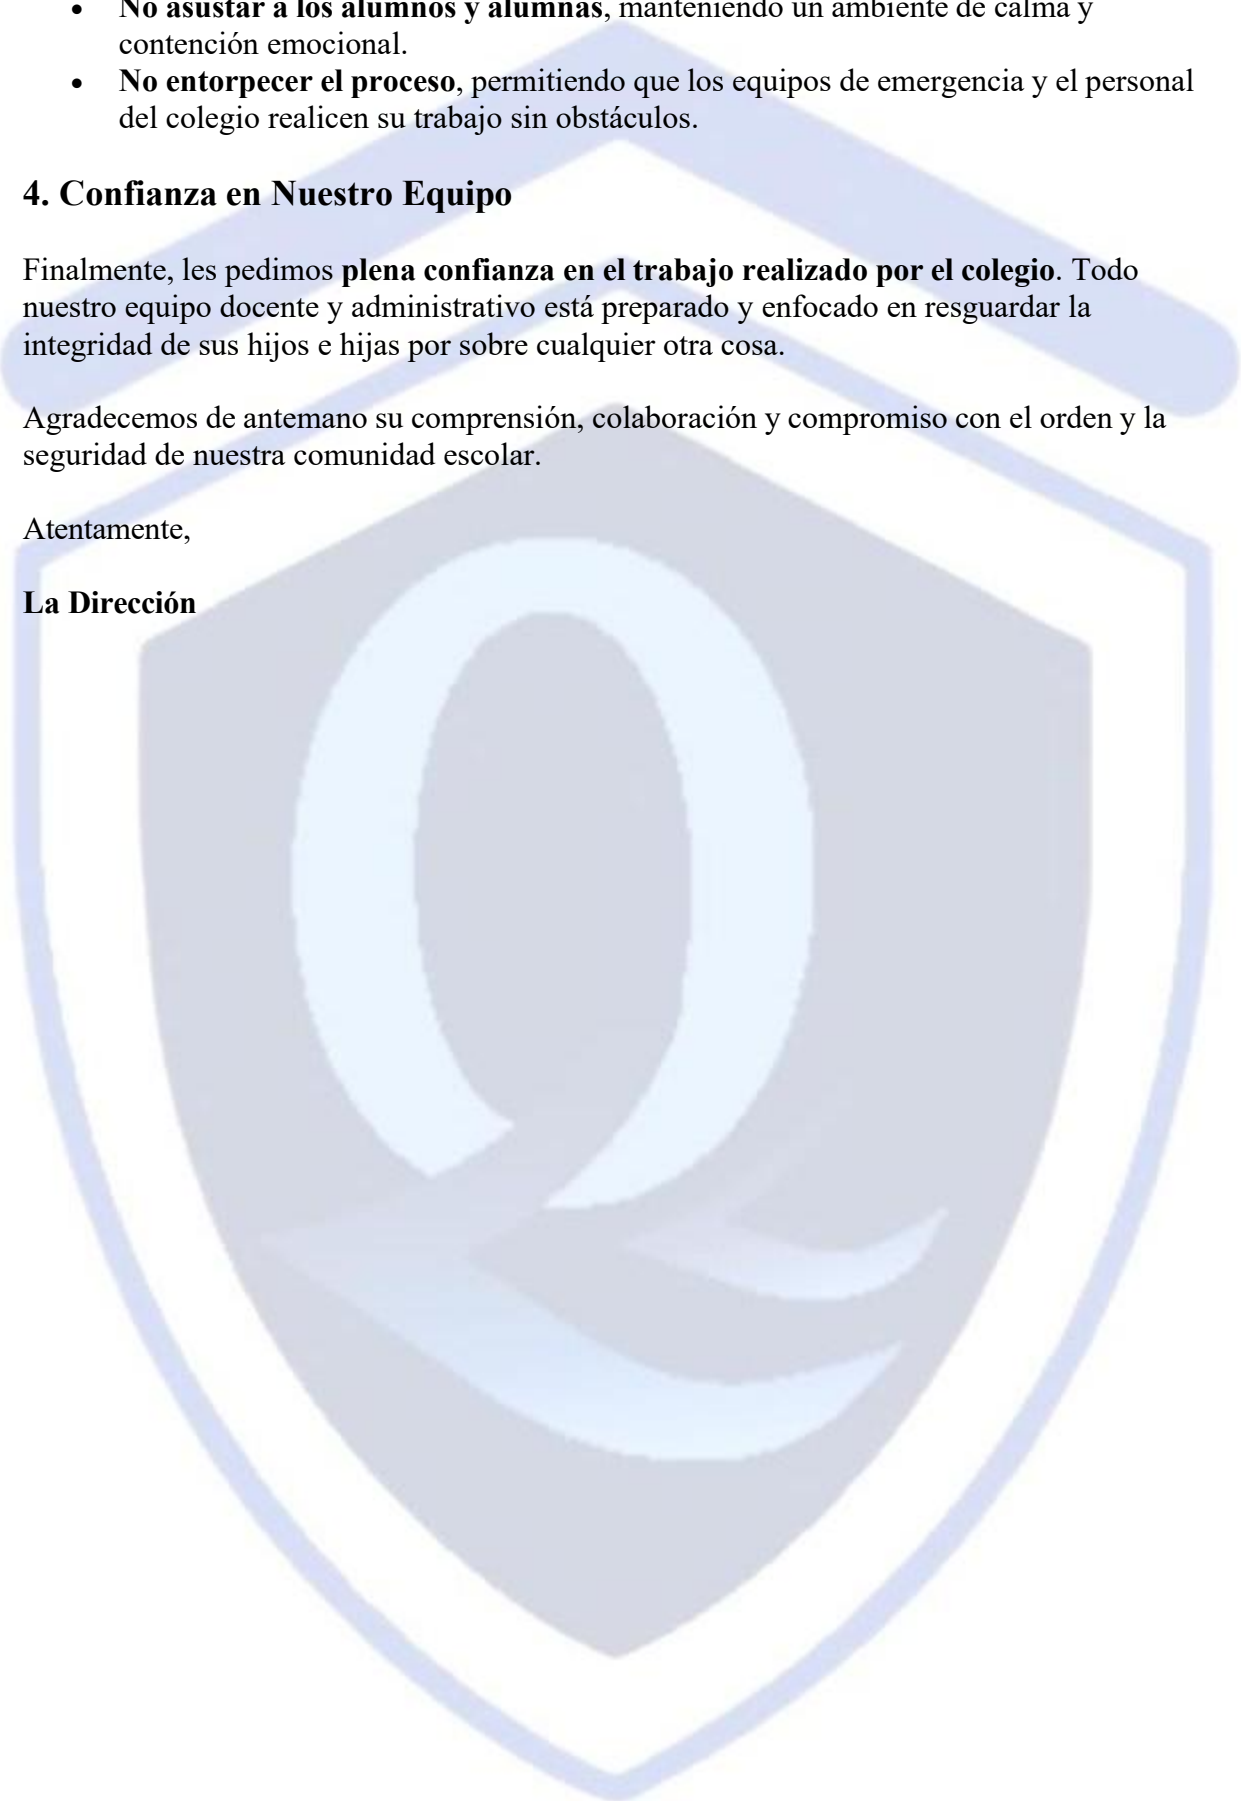 • No asustar a los alumnos y alumnas, manteniendo un ambiente de calma y
contención emocional.
• No entorpecer el proceso, permitiendo que los equipos de emergencia y el personal
del colegio realicen su trabajo sin obstáculos.
4. Confianza en Nuestro Equipo
Finalmente, les pedimos plena confianza en el trabajo realizado por el colegio. Todo
nuestro equipo docente y administrativo está preparado y enfocado en resguardar la
integridad de sus hijos e hijas por sobre cualquier otra cosa.
Agradecemos de antemano su comprensión, colaboración y compromiso con el orden y la
seguridad de nuestra comunidad escolar.
Atentamente,
La Dirección
Q